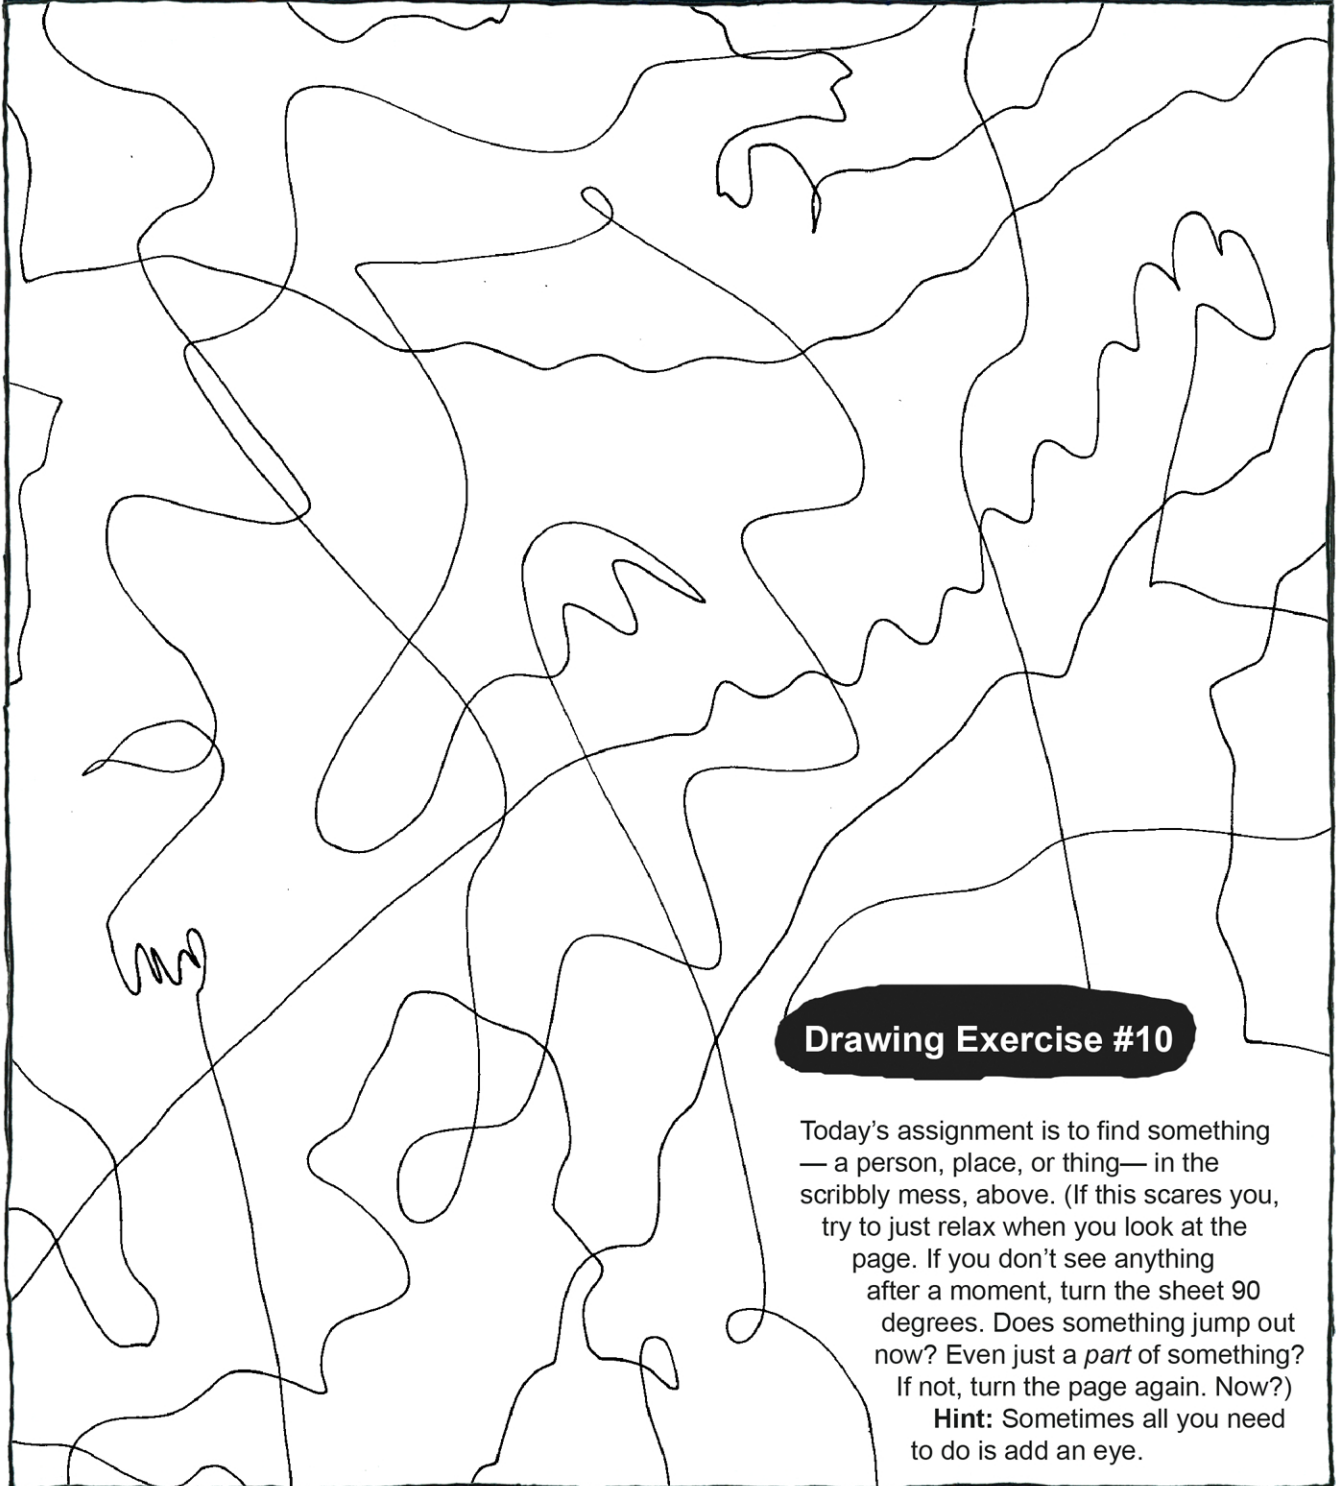 Drawing Exercise #10
Today’s assignment is to find something
— a person, place, or thing— in the
scribbly mess, above. (If this scares you,
try to just relax when you look at the
page. If you don’t see anything
after a moment, turn the sheet 90
degrees. Does something jump out
now? Even just a part of something?
If not, turn the page again. Now?)
Hint: Sometimes all you need
to do is add an eye.